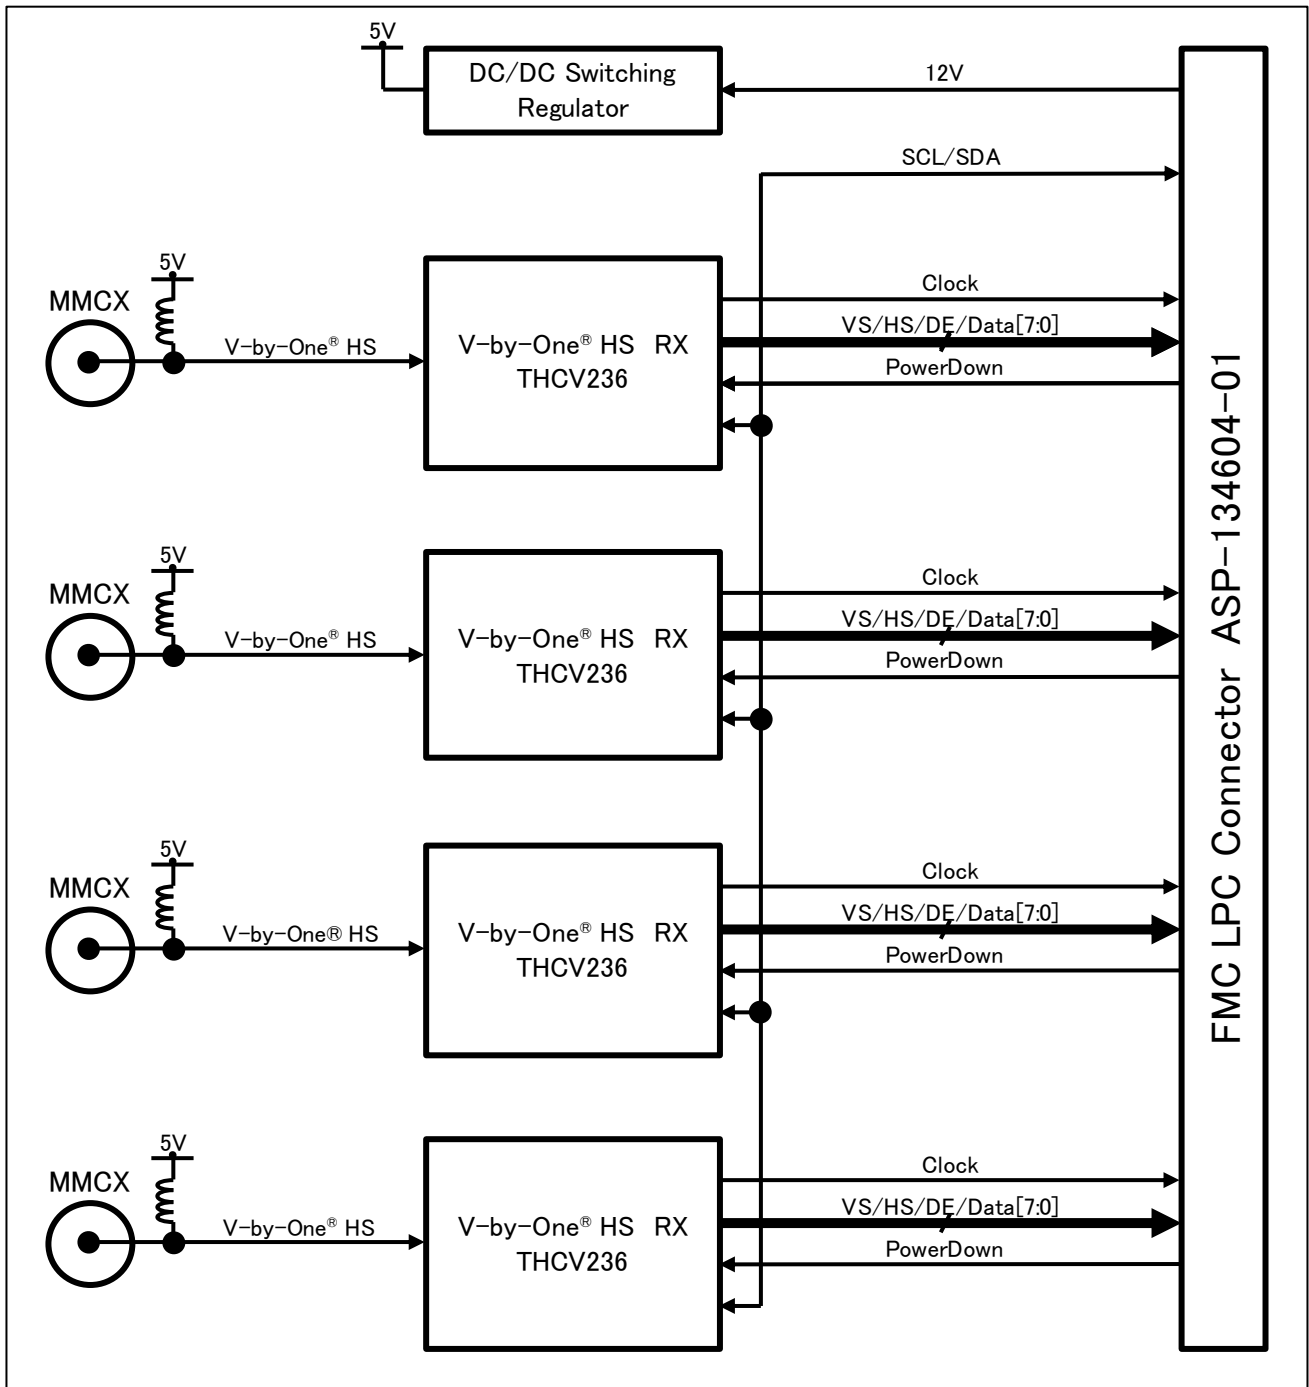 5V
DC/DC Switching
Regulator
12V
SCL/SDA
5V
MMCX
V-by-One® HS
V-by-One® HS RX
THCV236
Clock
VS/HS/DE/Data[7:0]
PowerDown
5V
MMCX
V-by-One® HS
V-by-One® HS RX
THCV236
Clock
VS/HS/DE/Data[7:0]
PowerDown
5V
MMCX
V-by-One® HS
V-by-One® HS RX
THCV236
Clock
VS/HS/DE/Data[7:0]
PowerDown
5V
MMCX
V-by-One® HS
V-by-One® HS RX
THCV236
Clock
VS/HS/DE/Data[7:0]
PowerDown
FMC LPC Connector ASP-134604-01